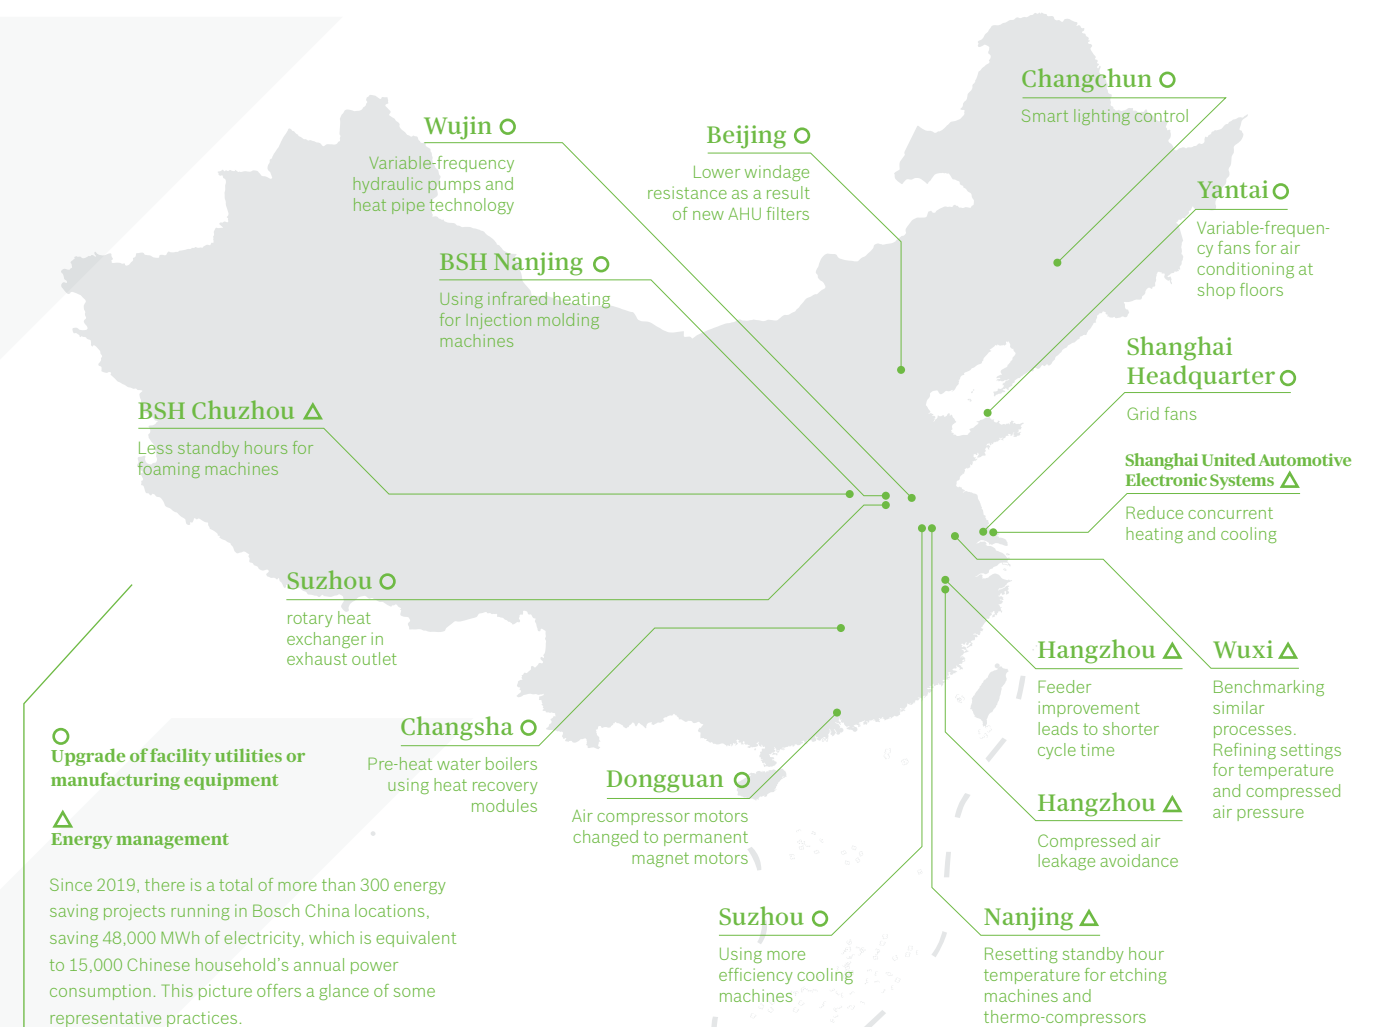 Changchun
Smart lighting control
Wujin
Variable-frequency
hydraulic pumps and
heat pipe technology
Beijing
Lower windage
resistance as a result
of new AHU filters
Yantai
Variable-frequen-
cy fans for air
conditioning at
shop floors
BSH Nanjing
Using infrared heating
for Injection molding
machines
Shanghai
Headquarter
Grid fans
BSH Chuzhou
Less standby hours for
foaming machines
Shanghai United Automotive
Electronic Systems
Reduce concurrent
heating and cooling
Suzhou
rotary heat
exchanger in
exhaust outlet
Hangzhou
Feeder
improvement
leads to shorter
cycle time
Wuxi
Benchmarking
similar
processes.
Refining settings
for temperature
and compressed
air pressure
Changsha
Pre-heat water boilers
using heat recovery
modules
Dongguan
Air compressor motors
changed to permanent
magnet motors
Hangzhou
Compressed air
leakage avoidance
Suzhou
Using more
efficiency cooling
machines
Nanjing
Resetting standby hour
temperature for etching
machines and
thermo-compressors
Upgrade of facility utilities or
manufacturing equipment
Energy management
Since 2019, there is a total of more than 300 energy
saving projects running in Bosch China locations,
saving 48,000 MWh of electricity, which is equivalent
to 15,000 Chinese household's annual power
consumption. This picture offers a glance of some
representative practices.